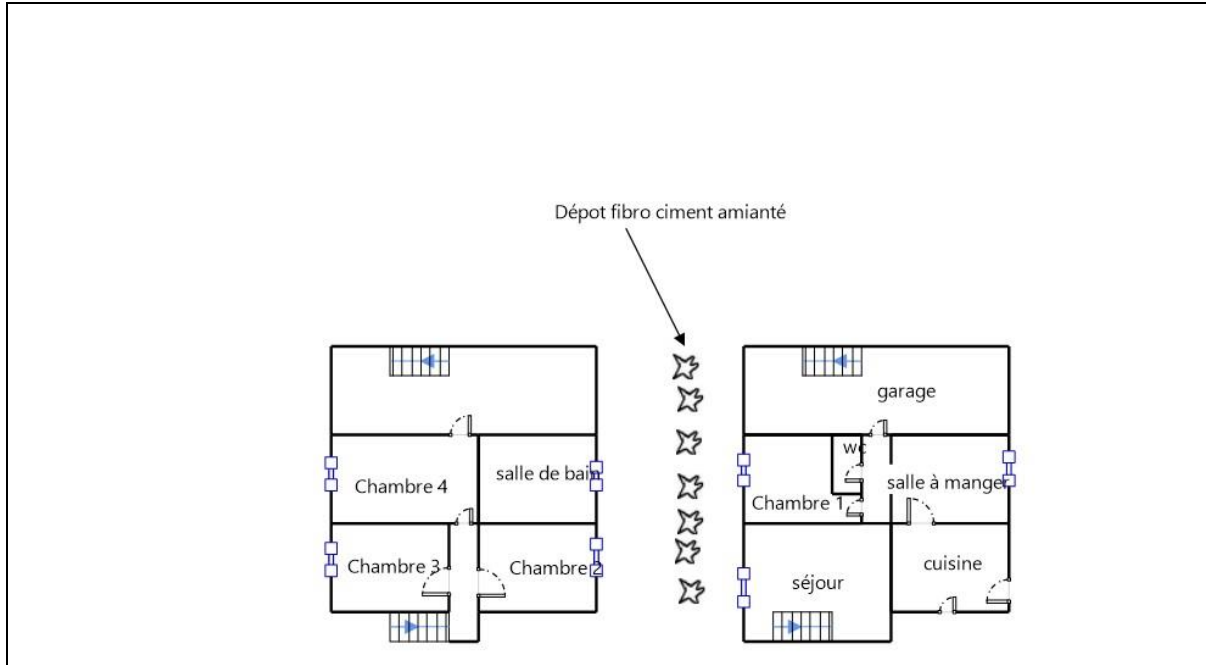 Dépot fibro ciment amianté
garage
wc
salle de bain
Chambre 4
salle à manger
Chambre 1
Chambre 3
Chambre 2
séjour
cuisine